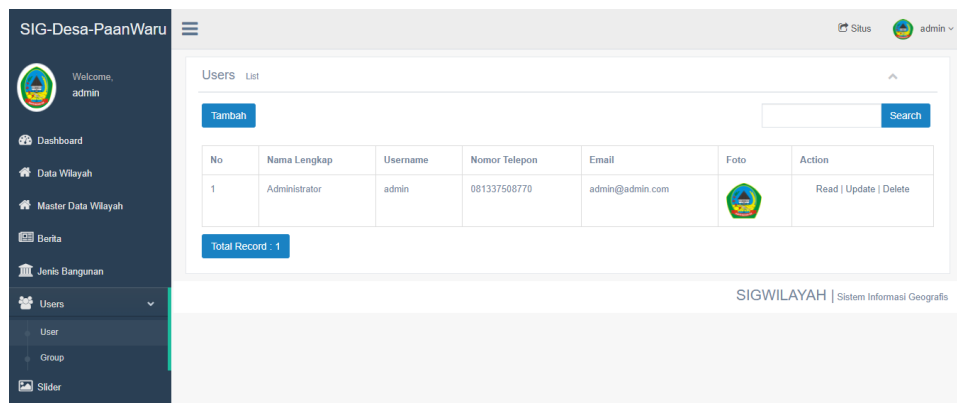 SIG-Desa-PaanWaru
Situs
admin
Welcome,
admin
Dashboard
Data Wilayah
Master Data Wilayah
Berita
Jenis Bangunan
Users
User
Group
Slider
Users List
Tambah
Search
No Nama Lengkap Username Nomor Telepon Email Foto Action
1 Administrator admin 081337508770 admin@admin.com Read | Update | Delete
Total Record : 1
SIGWILAYAH | Sistem Informasi Geografis